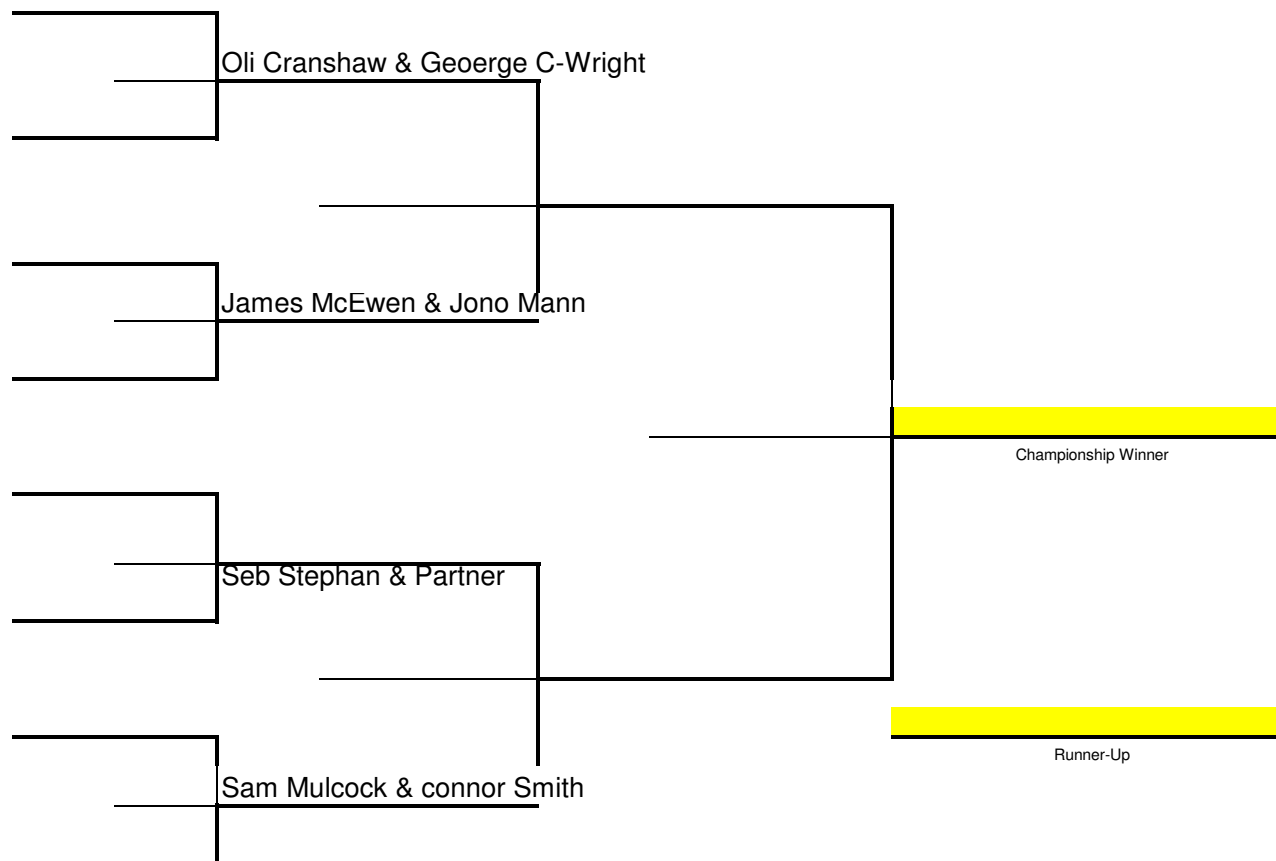 Oli Cranshaw & Geoerge C-Wright
James McEwen & Jono Mann
Championship Winner
Seb Stephan & Partner
Runner-Up
Sam Mulcock & connor Smith